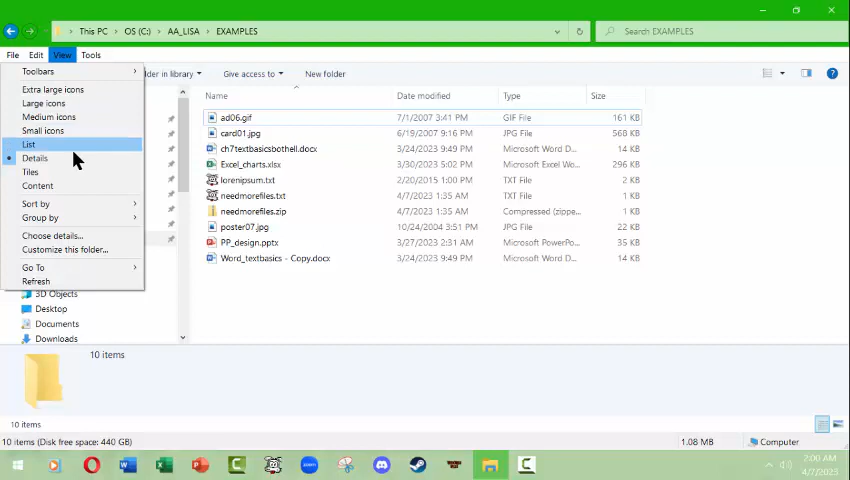 This PC > OS (C:) > AA_LISA > EXAMPLES
Search EXAMPLES
File Edit View Tools
Toolbars
Extra large icons
Large icons
Medium icons
Small icons
List
Details
Tiles
Content
Sort by
Group by
Choose details...
Customize this folder...
Go To
Refresh
der in library Give access to New folder
Name Date modified Type Size
ad06.gif 7/1/2007 3:41 PM GIF File 161 KB
card01.jpg 6/19/2007 9:16 PM JPG File 568 KB
ch7textbasicsbothell.docx 3/24/2023 9:49 PM Microsoft Word D... 14 KB
Excel_charts.xlsx 3/24/2023 9:43 PM Microsoft Excel W... 296 KB
lorenipsum.txt 2/20/2015 1:00 PM TXT File 2 KB
needmorefiles.txt 4/7/2023 1:35 AM TXT File 1 KB
needmorefiles.zip 4/7/2023 1:35 AM Compressed (zippe... 1 KB
poster07.jpg 10/24/2004 3:51 PM JPG File 22 KB
PP_design.pptx 3/27/2023 2:31 AM Microsoft PowerP... 35 KB
Word_textbasics - Copy.docx 3/24/2023 9:49 PM Microsoft Word D... 14 KB
3D Objects
Desktop
Documents
Downloads
10 items
10 items
10 items (Disk free space: 440 GB) 1.08 MB Computer
zoom
2:00 AM
4/7/2023